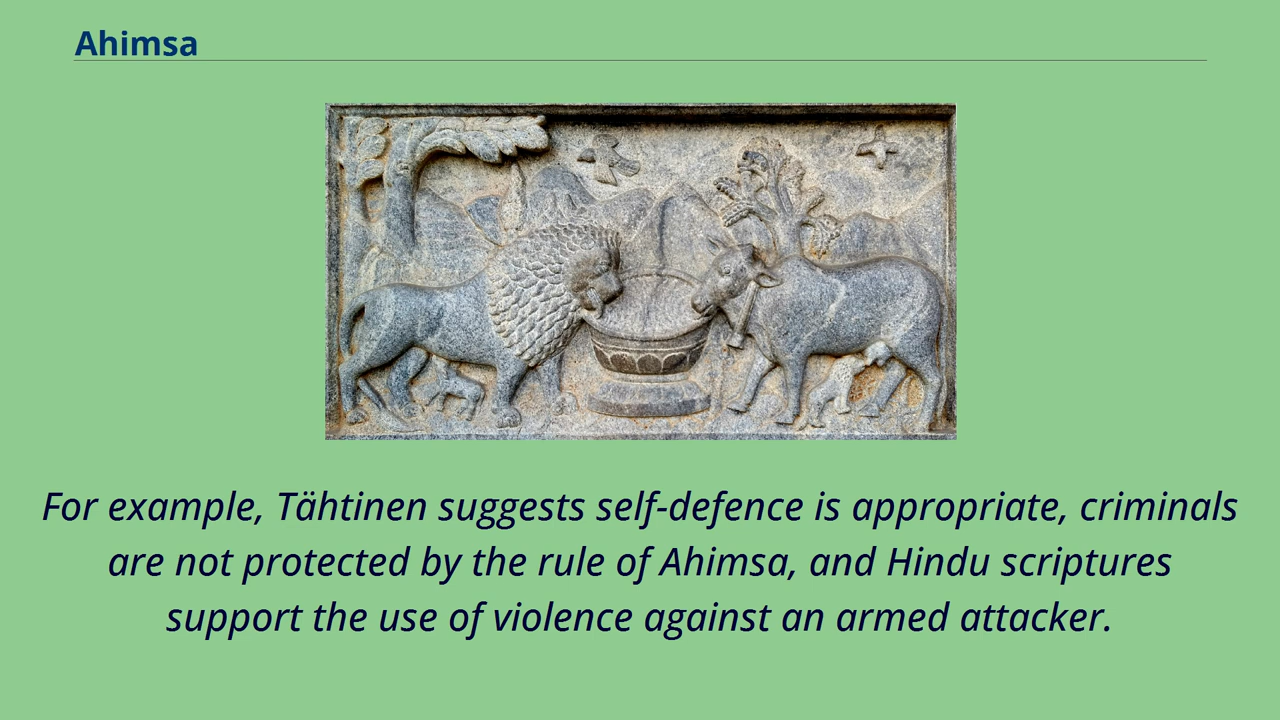 Ahimsa
For example, Tähtinen suggests self-defence is appropriate, criminals
are not protected by the rule of Ahimsa, and Hindu scriptures
support the use of violence against an armed attacker.